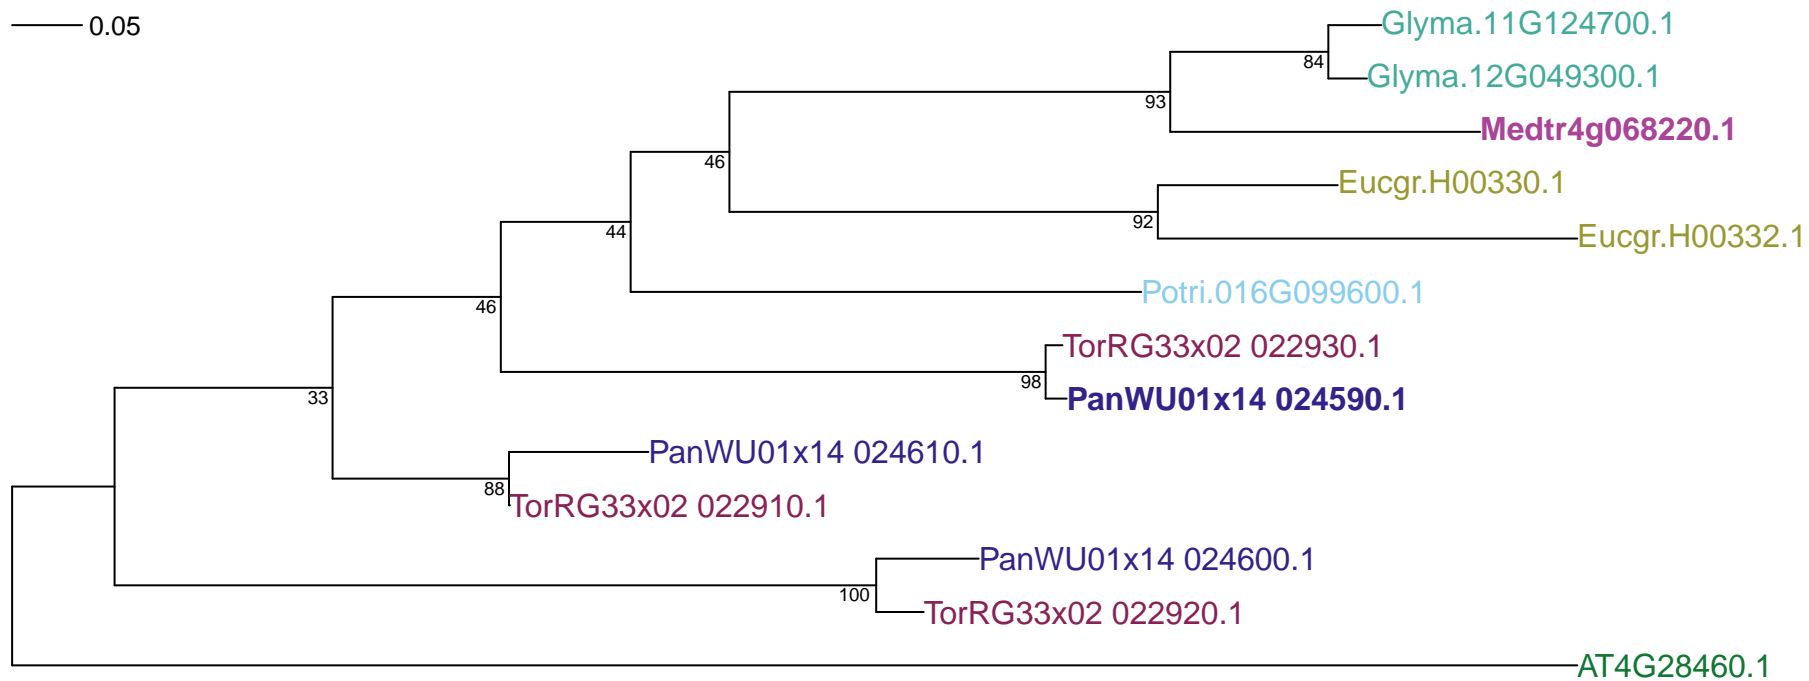 0.05
Glyma.11G124700.1
84
Glyma.12G049300.1
93
Medtr4g068220.1
46
Eucgr.H00330.1
92
Eucgr.H00332.1
44
Potri.016G099600.1
46
TorRG33x02 022930.1
98
PanWU01x14 024590.1
33
PanWU01x14 024610.1
88
TorRG33x02 022910.1
PanWU01x14 024600.1
100
TorRG33x02 022920.1
AT4G28460.1